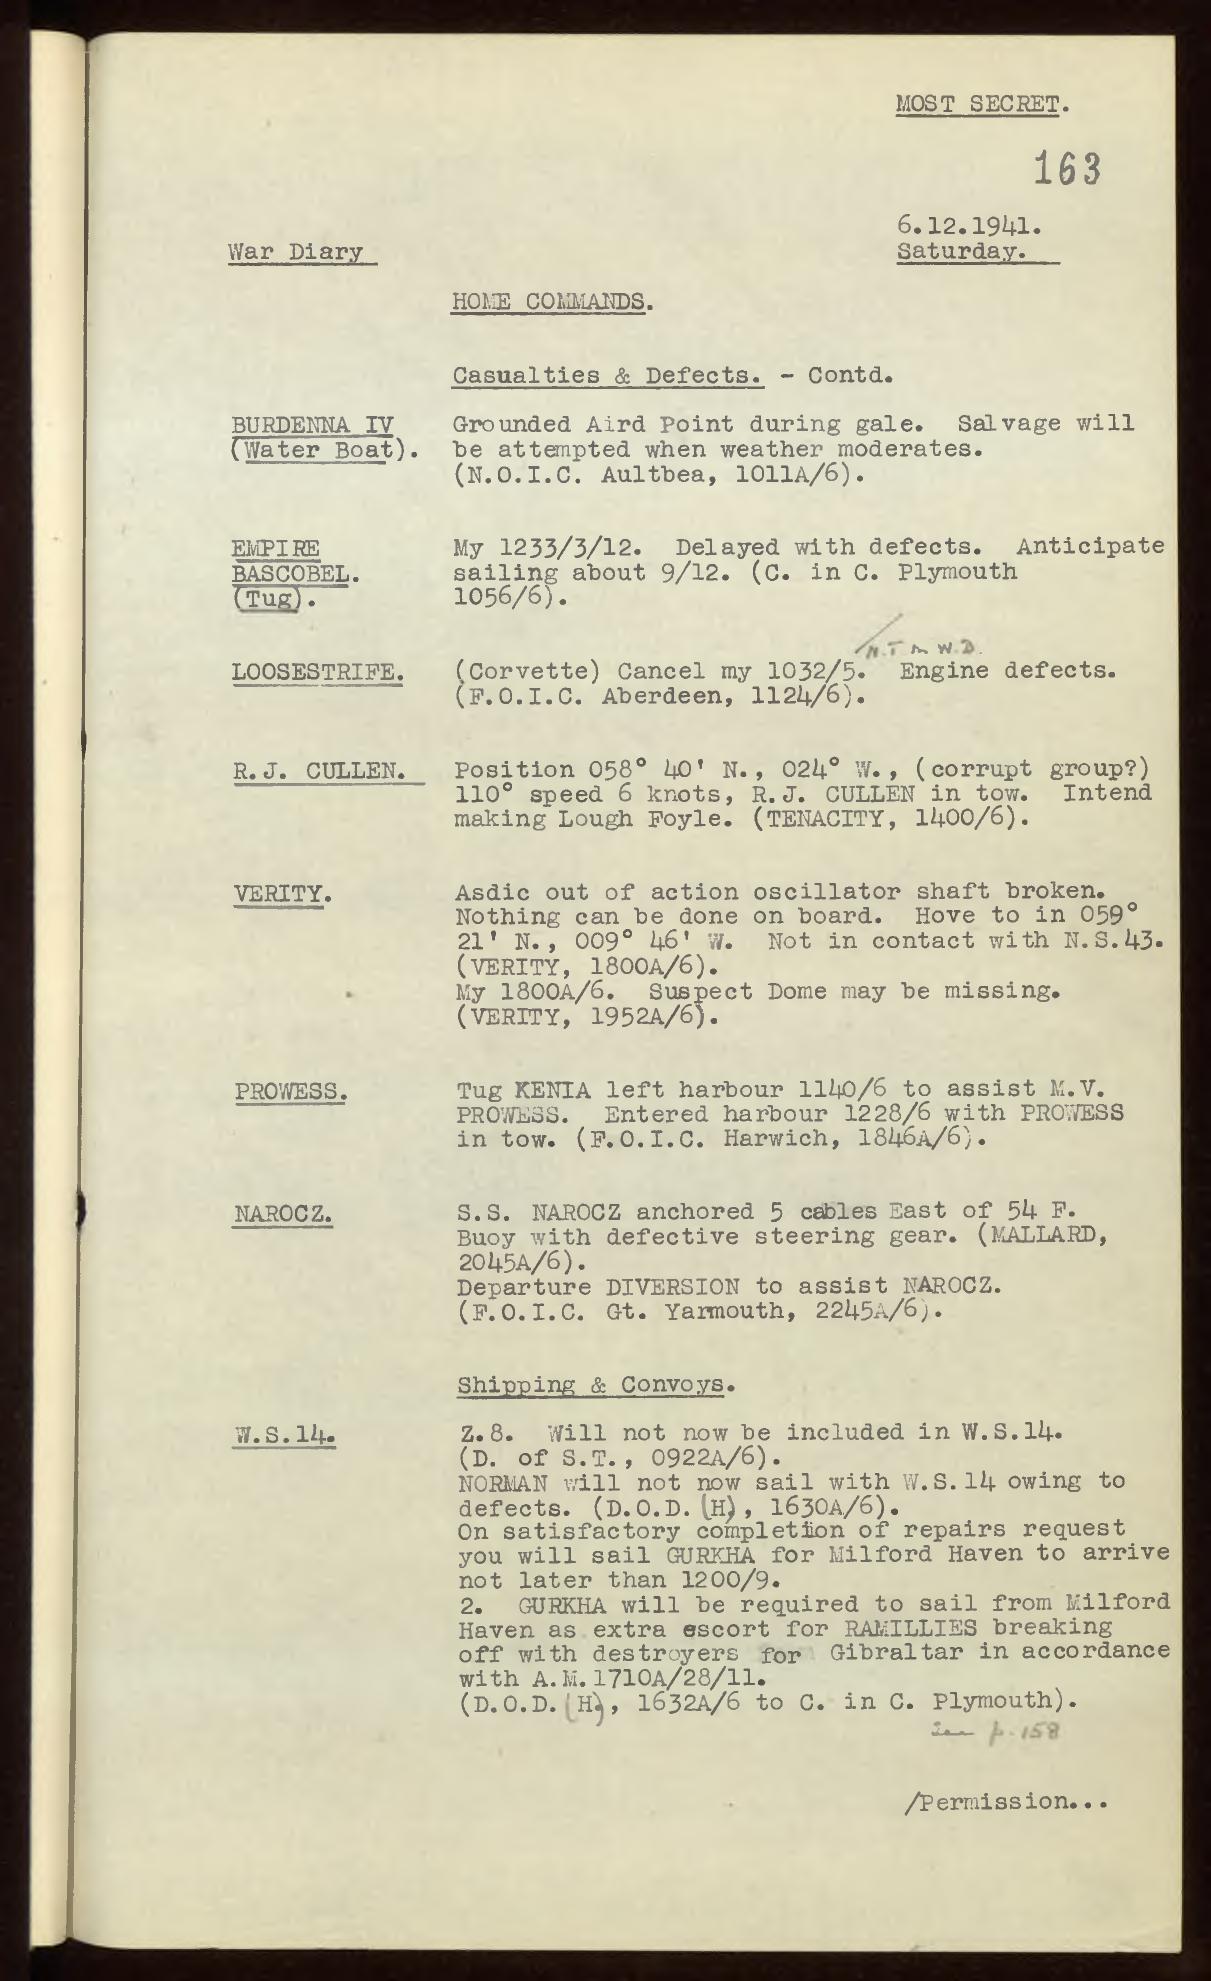 MOST SECRET.
163
6.12.1941.
War Diary
Saturday.
HOME COMMANDS.
Casualties & Defects. - Contd.
BURDENNA IV Grounded Aird Point during gale. Salvage will
(Water Boat). be attempted when weather moderates.
(N.O.I.C. Aultbea, 1011A/6).
EMPIRE My 1233/3/12. Delayed with defects. Anticipate
BASCOBEL. sailing about 9/12. (C. in C. Plymouth
(Tug). 1056/6).
N.T in W.D.
LOOSESTRIFE. (Corvette) Cancel my 1032/5. Engine defects.
(F.O.I.C. Aberdeen, 1124/6).
R.J. CULLEN. Position 058° 40' N., 024° W., (corrupt group?)
110° speed 6 knots, R.J. CULLEN in tow. Intend
making Lough Foyle. (TENACITY, 1400/6).
VERITY. Asdic out of action oscillator shaft broken.
Nothing can be done on board. Hove to in 059°
21' N., 009° 46' W. Not in contact with N.S.43.
(VERITY, 1800A/6).
My 1800A/6. Suspect Dome may be missing.
(VERITY, 1952A/6).
PROWESS. Tug KENIA left harbour 1140/6 to assist M.V.
PROWESS. Entered harbour 1228/6 with PROWESS
in tow. (F.O.I.C. Harwich, 1846A/6).
NAROCZ. S.S. NAROCZ anchored 5 cables East of 54 F.
Buoy with defective steering gear. (MALLARD,
2045A/6).
Departure DIVERSION to assist NAROCZ.
(F.O.I.C. Gt. Yarmouth, 2245A/6).
Shipping & Convoys.
W.S.14. Z.8. Will not now be included in W.S.14.
(D. of S.T., 0922A/6).
NORMAN will not now sail with W.S.14 owing to
defects. (D.O.D.(H), 1630A/6).
On satisfactory completion of repairs request
you will sail GURKHA for Milford Haven to arrive
not later than 1200/9.
2. GURKHA will be required to sail from Milford
Haven as extra escort for RAMILLIES breaking
off with destroyers for Gibraltar in accordance
with A.M.1710A/28/11.
(D.O.D.(H), 1632A/6 to C. in C. Plymouth).
See p.158
/Permission...